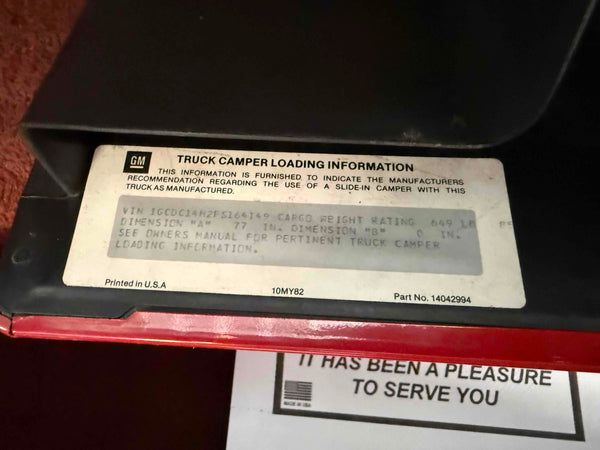 GM
TRUCK CAMPER LOADING INFORMATION
THIS INFORMATION IS FURNISHED TO INDICATE THE MANUFACTURERS
RECOMMENDATION REGARDING THE USE OF A SLIDE-IN CAMPER WITH THIS
TRUCK AS MANUFACTURED.
VIN 1GCDC14H2FS164149 CARGO WEIGHT RATING 649 LB
DIMENSION "A" 77 IN. DIMENSION "B" 0 IN.
SEE OWNERS MANUAL FOR PERTINENT TRUCK CAMPER
LOADING INFORMATION.
Printed in U.S.A
10MY82
Part No. 14042994
IT HAS BEEN A PLEASURE
TO SERVE YOU
MADE IN USA